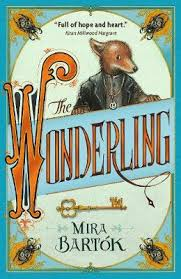 "Full of hope and heart."
Kiran Millwood Hargrave
The
WONDERLING
MIRA
BARTÓK